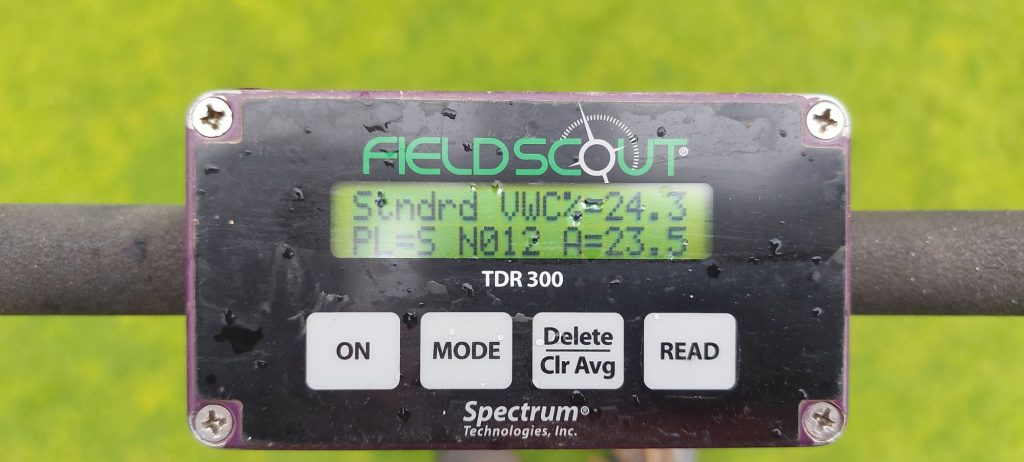 FIELDSCOUT®
Stndrd VWC%=24.3
PL=S N012 A=23.5
TDR 300
ON
MODE
Delete
Clr Avg
READ
Spectrum®
Technologies, Inc.